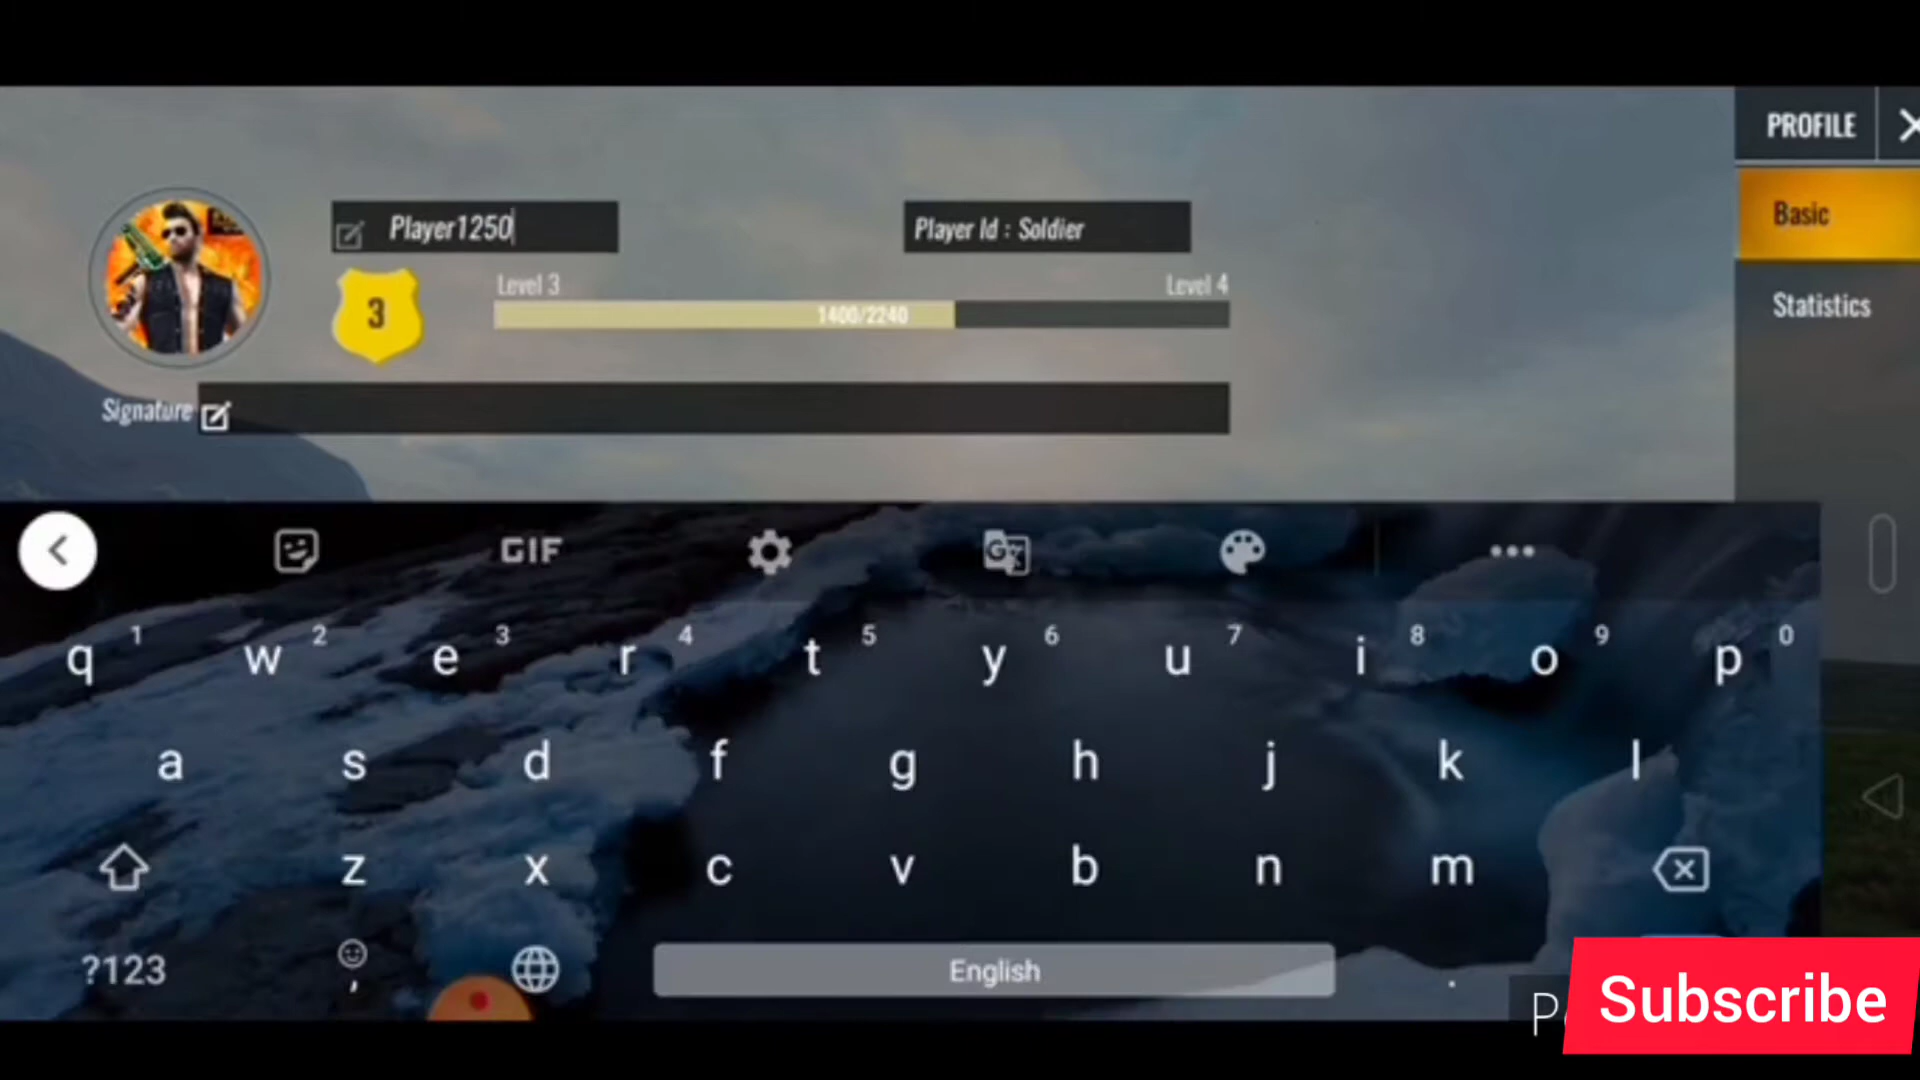 PROFILE
Player1250
Player Id : Soldier
Basic
Level 3
Level 4
3
1400/2240
Statistics
Signature
GIF
q 1 w 2 e 3 r 4 t 5 y 6 u 7 i 8 o 9 p 0
a s d f g h j k l
z x c v b n m
?123 , English .
P
Subscribe